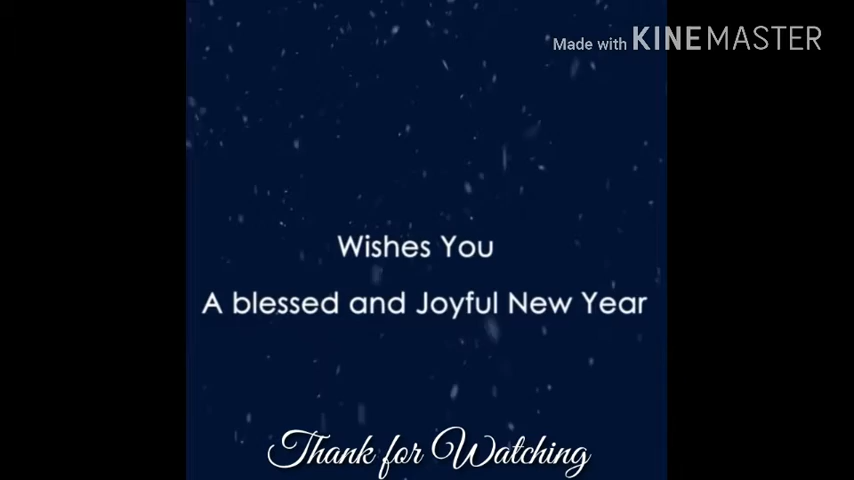 Made with KINEMASTER
Wishes You
A blessed and Joyful New Year
Thank for Watching